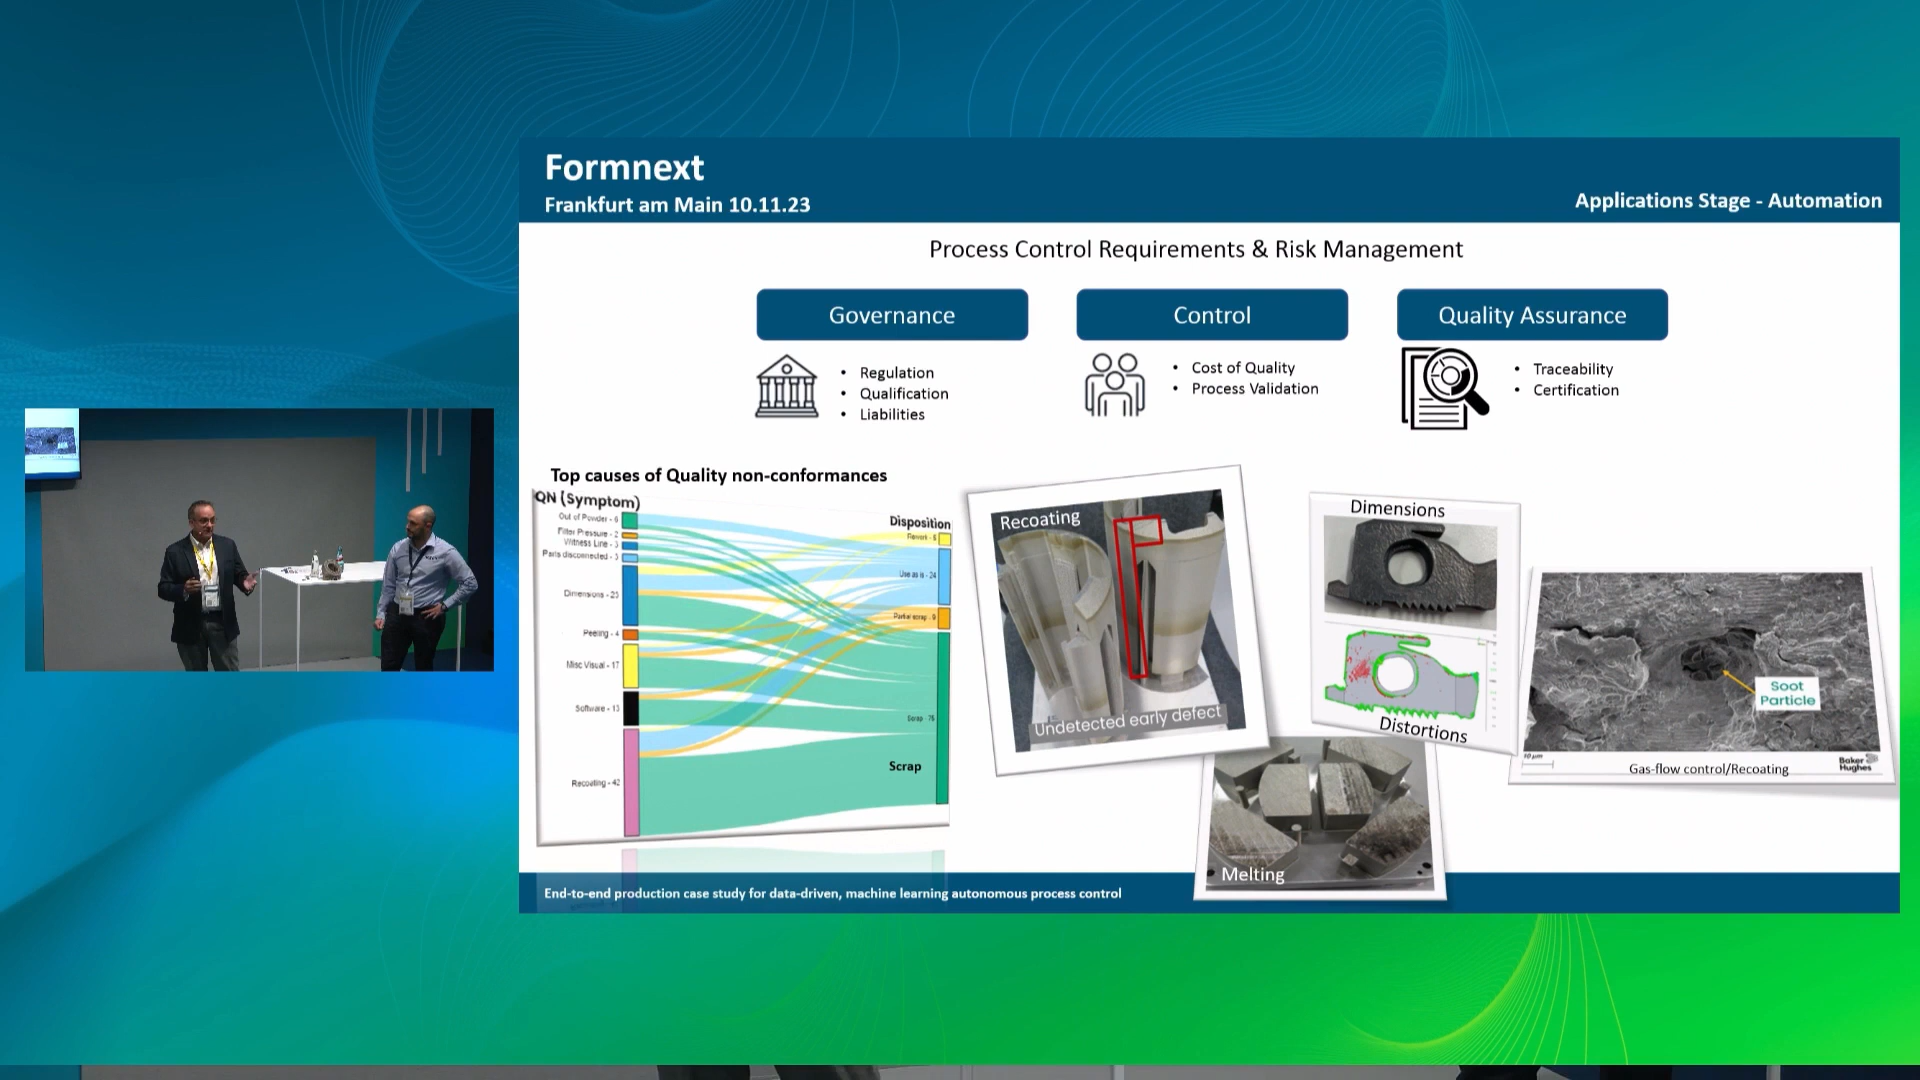 Formnext
Frankfurt am Main 10.11.23
Applications Stage - Automation
Process Control Requirements & Risk Management
Governance
• Regulation
• Qualification
• Liabilities
Control
• Cost of Quality
• Process Validation
Quality Assurance
• Traceability
• Certification
Top causes of Quality non-conformances
QN (Symptom)
Out of Powder - 6
Filter Pressure - 2
Witness Line - 3
Parts disconnected - 3
Dimensions - 23
Peeling - 4
Misc Visual - 17
Software - 13
Recoating - 42
Disposition
Rework - 5
Use as is - 24
Partial scrap - 9
Scrap - 75
Scrap
Recoating
Undetected early defect
Dimensions
Distortions
Melting
Soot
Particle
10 µm
Gas-flow control/Recoating
Baker
Hughes
End-to-end production case study for data-driven, machine learning autonomous process control